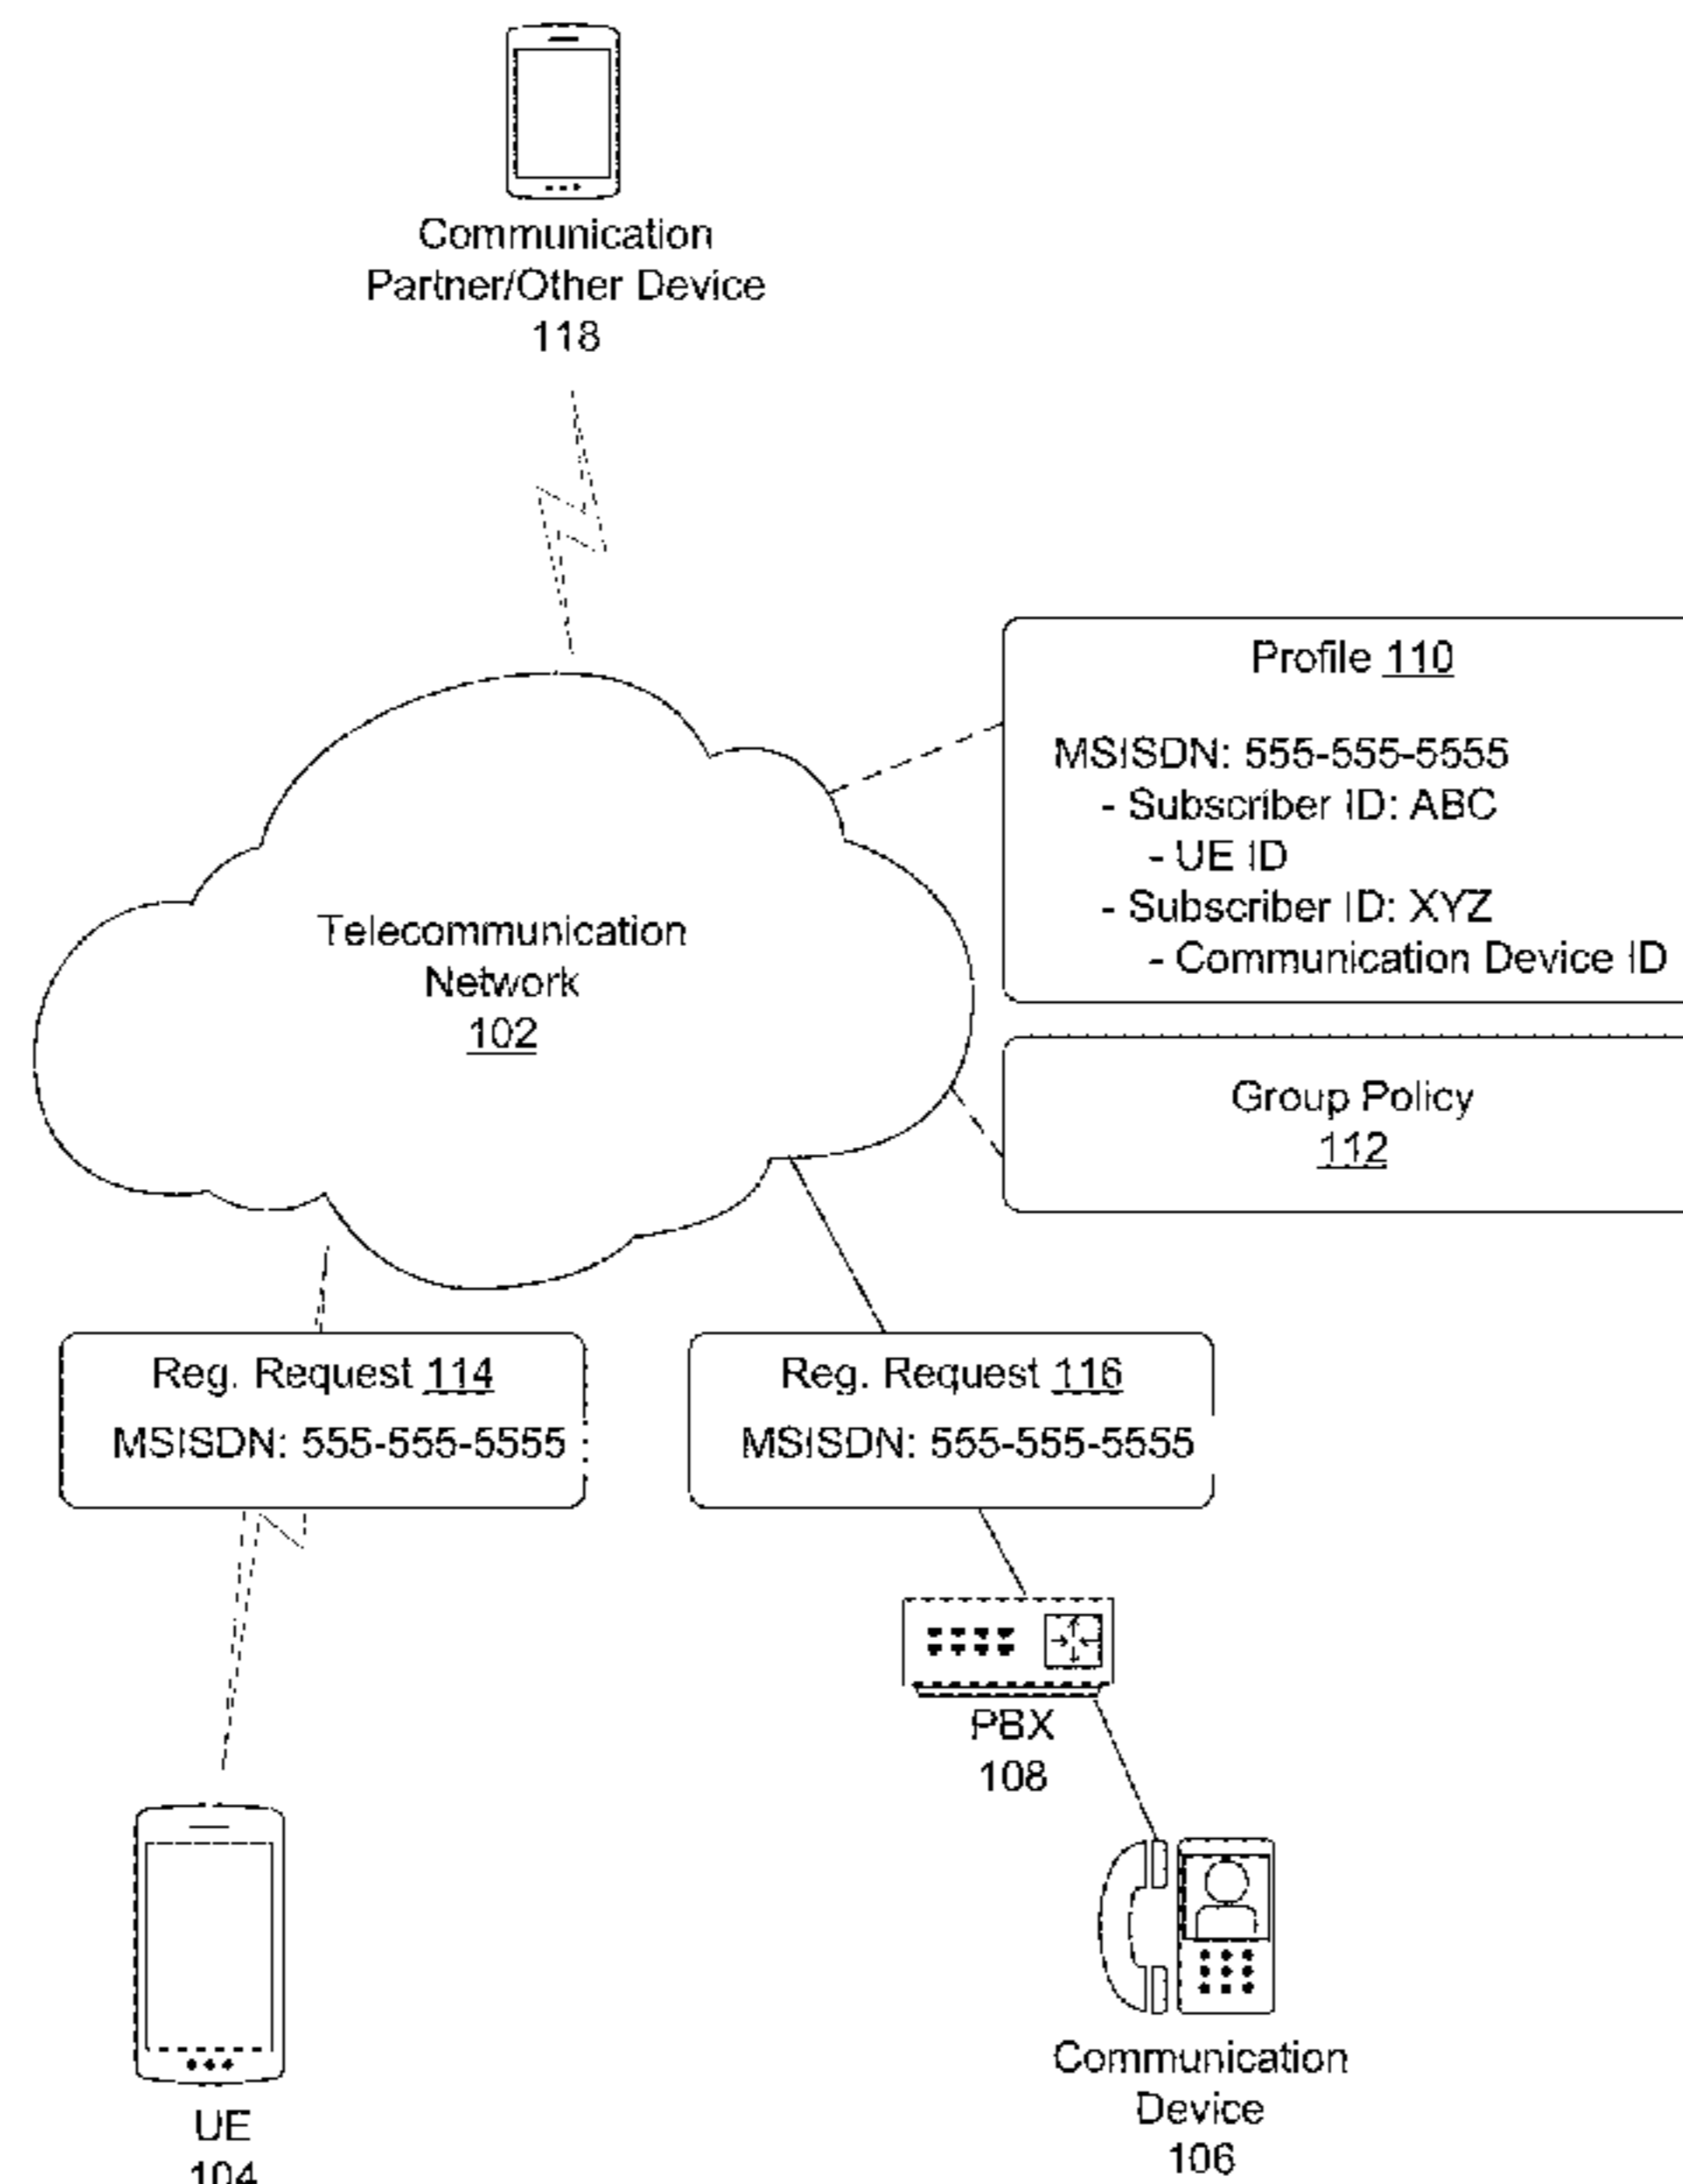 Communication
Partner/Other Device
118
Profile 110
MSISDN: 555-555-5555
- Subscriber ID: ABC
- UE ID
- Subscriber ID: XYZ
- Communication Device ID
Telecommunication
Network
102
Group Policy
112
Reg. Request 114
MSISDN: 555-555-5555
Reg. Request 116
MSISDN: 555-555-5555
PBX
108
Communication
Device
106
UE
104